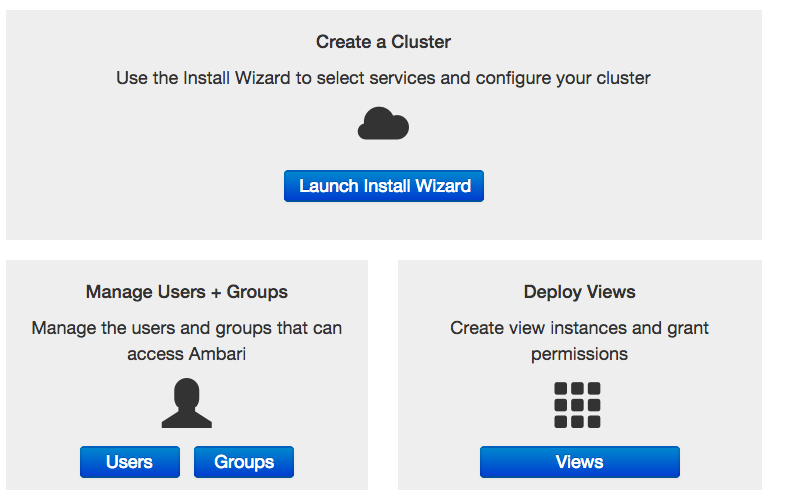 Create a Cluster
Use the Install Wizard to select services and configure your cluster
Launch Install Wizard
Manage Users + Groups
Manage the users and groups that can
access Ambari
Users
Groups
Deploy Views
Create view instances and grant
permissions
Views